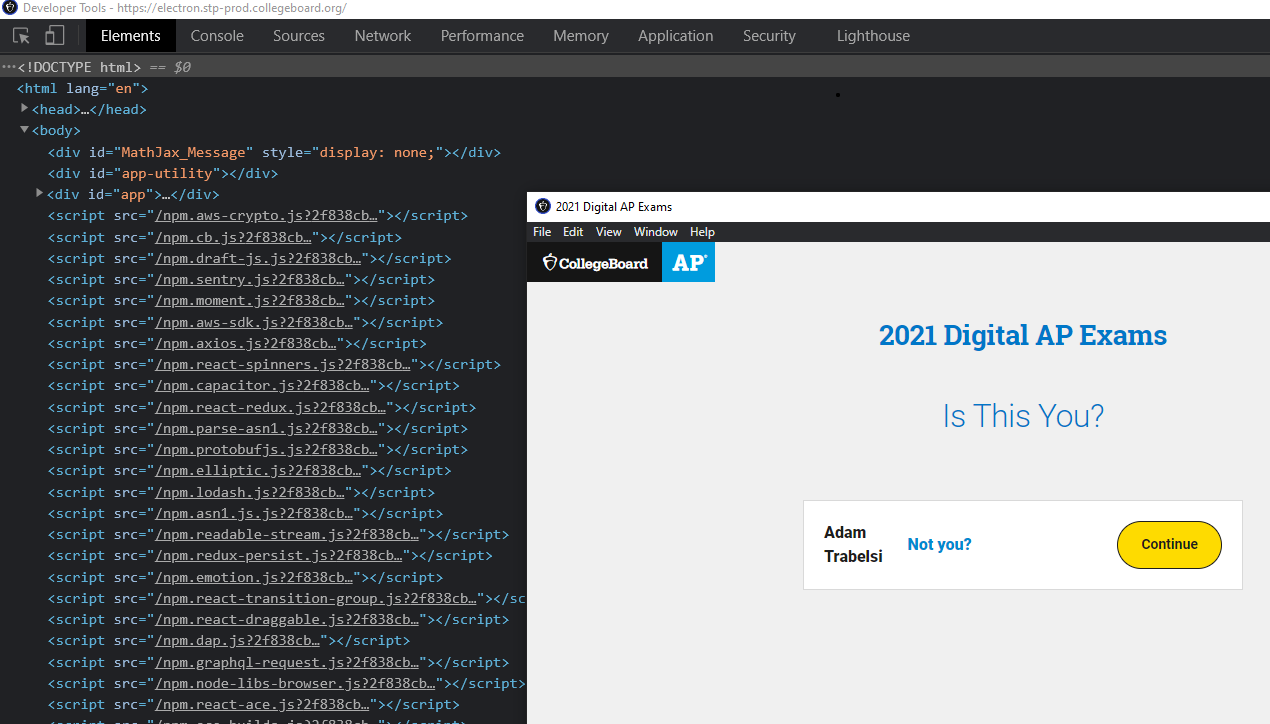 Developer Tools - https://electron.stp-prod.collegeboard.org/
Elements Console Sources Network Performance Memory Application Security Lighthouse
···<!DOCTYPE html> == $0
<html lang="en">
<head>…</head>
<body>
<div id="MathJax_Message" style="display: none;"></div>
<div id="app-utility"></div>
<div id="app">…</div>
<script src="/npm.aws-crypto.js?2f838cb…"></script>
<script src="/npm.cb.js?2f838cb…"></script>
<script src="/npm.draft-js.js?2f838cb…"></script>
<script src="/npm.sentry.js?2f838cb…"></script>
<script src="/npm.moment.js?2f838cb…"></script>
<script src="/npm.aws-sdk.js?2f838cb…"></script>
<script src="/npm.axios.js?2f838cb…"></script>
<script src="/npm.react-spinners.js?2f838cb…"></script>
<script src="/npm.capacitor.js?2f838cb…"></script>
<script src="/npm.react-redux.js?2f838cb…"></script>
<script src="/npm.parse-asn1.js?2f838cb…"></script>
<script src="/npm.protobufjs.js?2f838cb…"></script>
<script src="/npm.elliptic.js?2f838cb…"></script>
<script src="/npm.lodash.js?2f838cb…"></script>
<script src="/npm.asn1.js.js?2f838cb…"></script>
<script src="/npm.readable-stream.js?2f838cb…"></script>
<script src="/npm.redux-persist.js?2f838cb…"></script>
<script src="/npm.emotion.js?2f838cb…"></script>
<script src="/npm.react-transition-group.js?2f838cb…"></sc
<script src="/npm.react-draggable.js?2f838cb…"></script>
<script src="/npm.dap.js?2f838cb…"></script>
<script src="/npm.graphql-request.js?2f838cb…"></script>
<script src="/npm.node-libs-browser.js?2f838cb…"></script>
<script src="/npm.react-ace.js?2f838cb…"></script>
2021 Digital AP Exams
File Edit View Window Help
CollegeBoard AP®
2021 Digital AP Exams
Is This You?
Adam
Trabelsi
Not you?
Continue